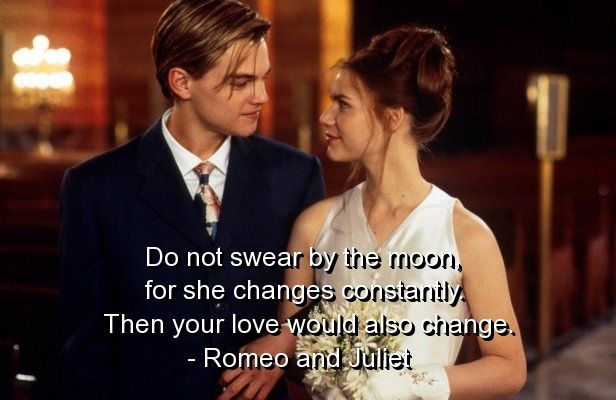 Do not swear by the moon,
for she changes constantly.
Then your love would also change.
- Romeo and Juliet